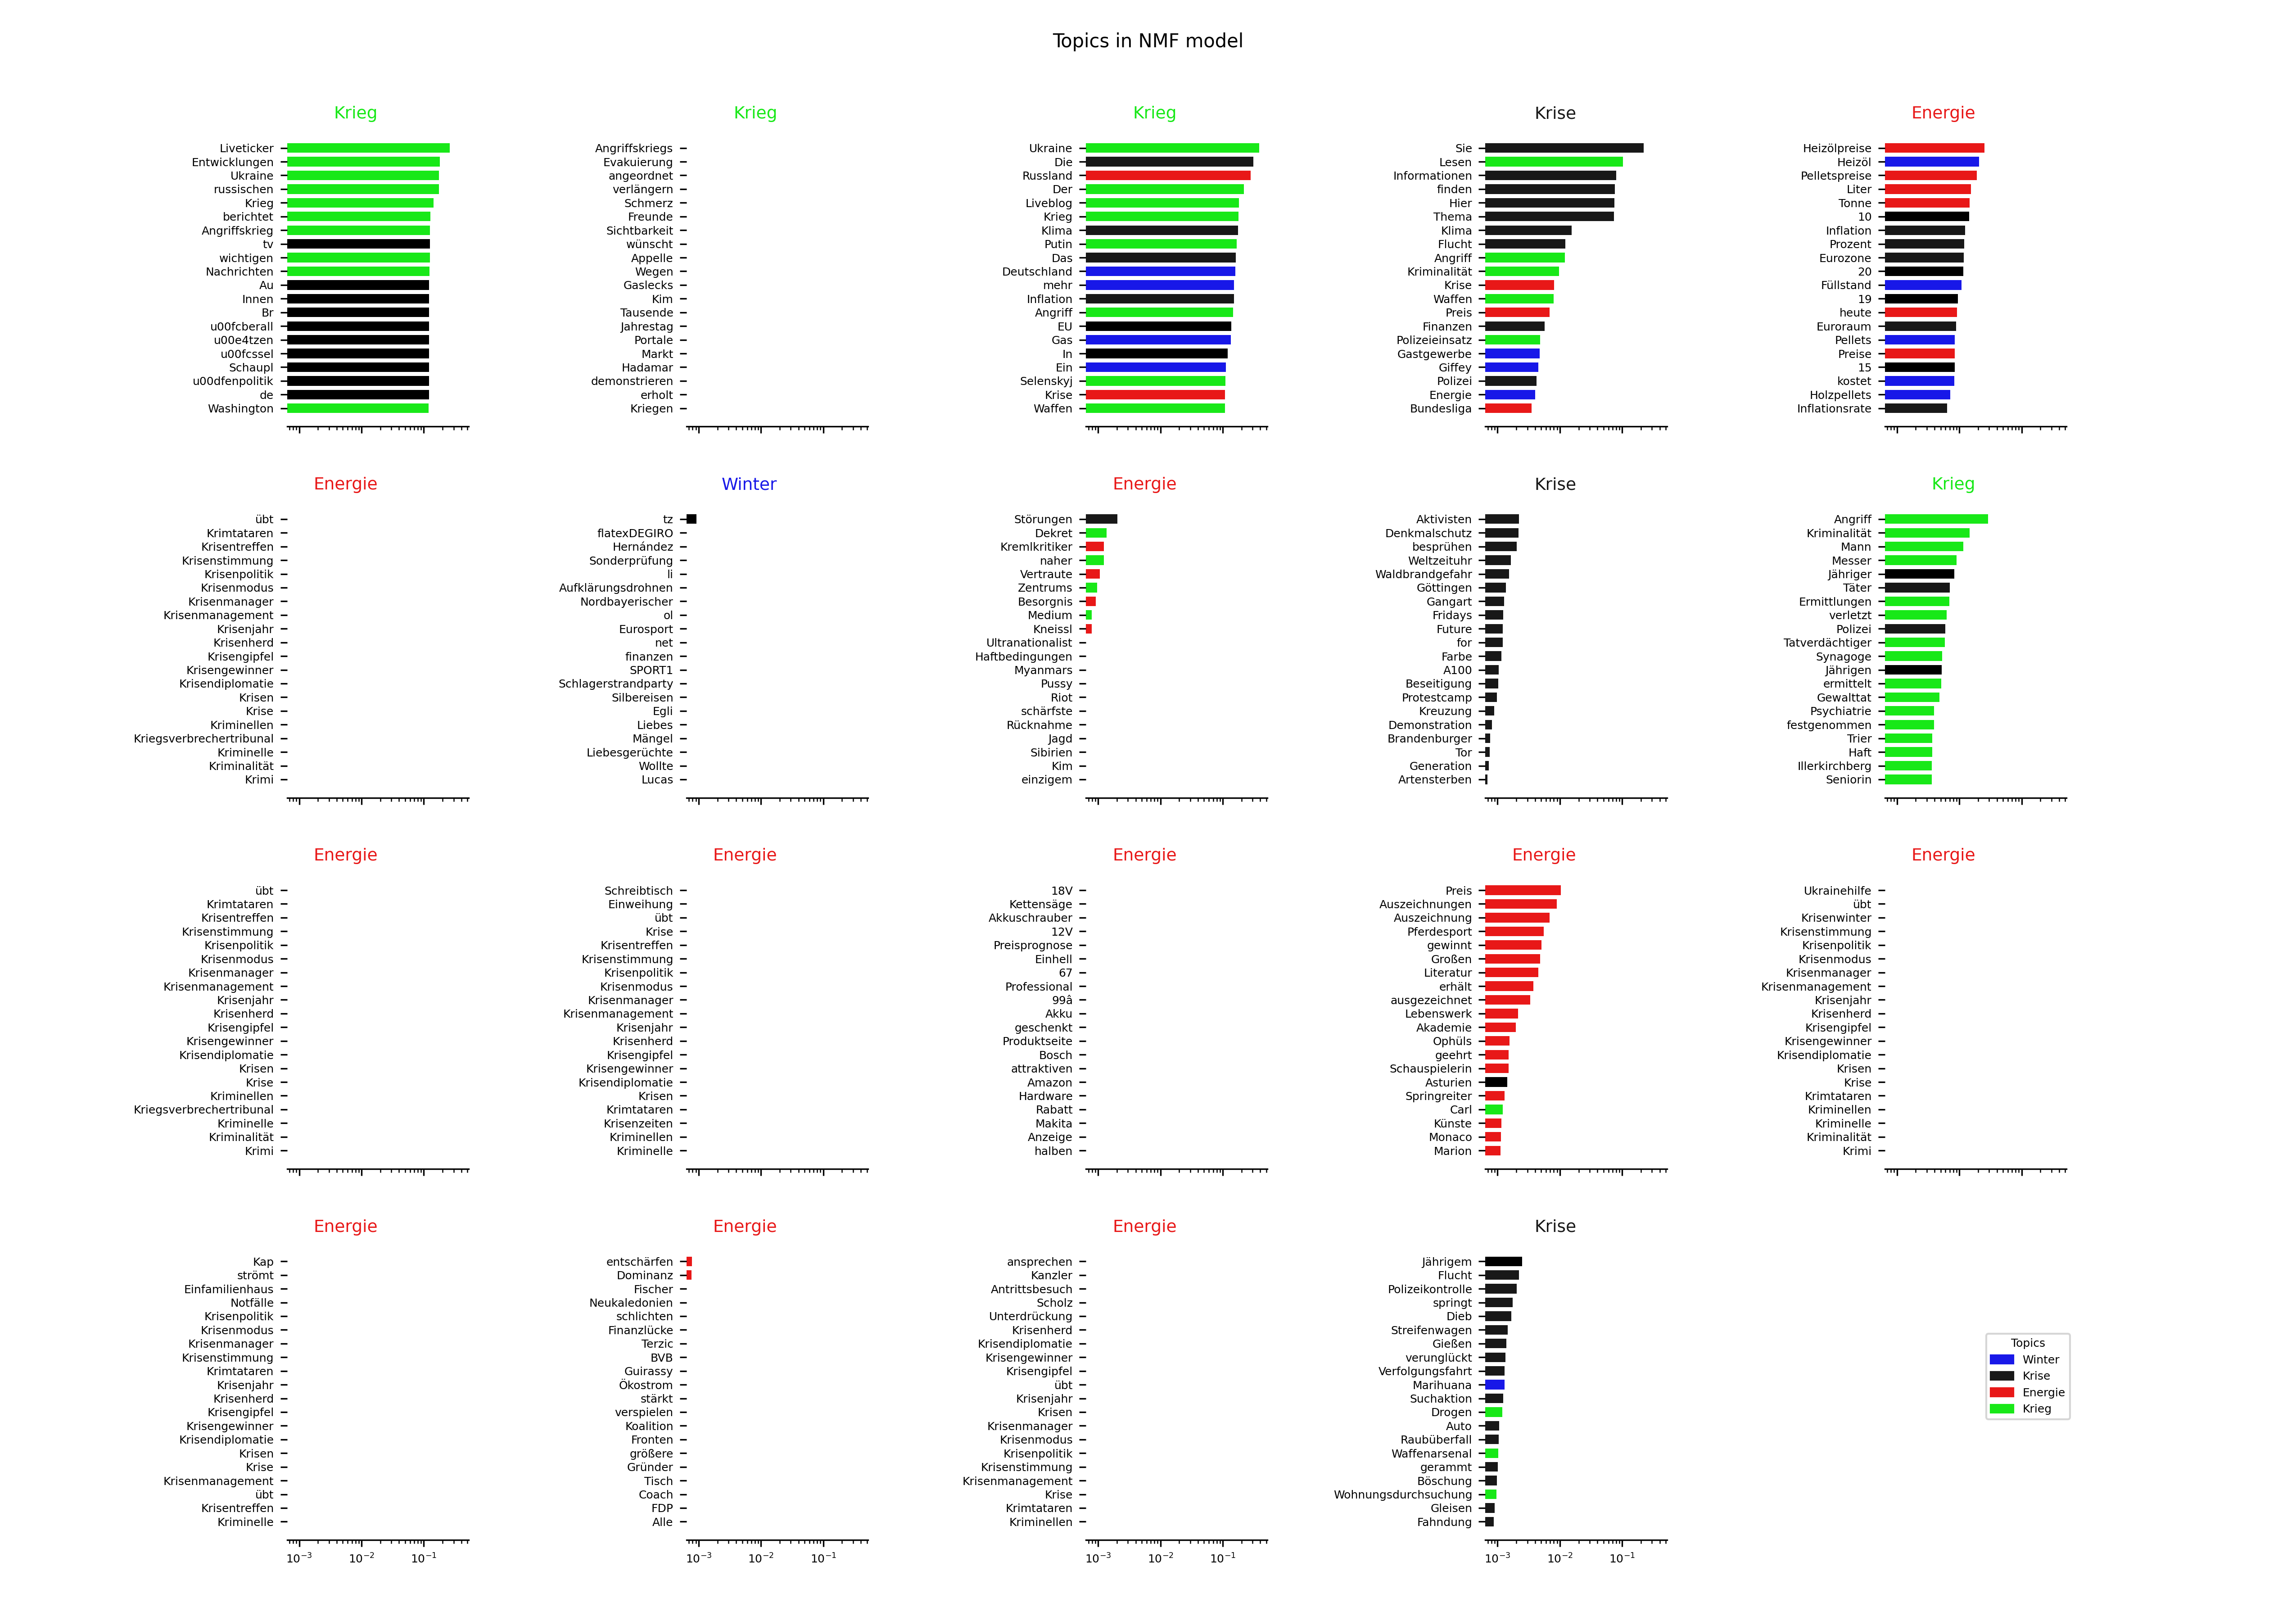 Topics in NMF model
Krieg
Liveticker
Entwicklungen
Ukraine
russischen
Krieg
berichtet
Angriffskrieg
tv
wichtigen
Nachrichten
Au
Innen
Br
u00fcberall
u00e4tzen
u00fcssel
Schaupl
u00dfenpolitik
de
Washington
Krieg
Angriffskriegs
Evakuierung
angeordnet
verlängern
Schmerz
Freunde
Sichtbarkeit
wünscht
Appelle
Wegen
Gaslecks
Kim
Tausende
Jahrestag
Portale
Markt
Hadamar
demonstrieren
erholt
Kriegen
Krieg
Ukraine
Die
Russland
Der
Liveblog
Krieg
Klima
Putin
Das
Deutschland
mehr
Inflation
Angriff
EU
Gas
In
Ein
Selenskyj
Krise
Waffen
Krise
Sie
Lesen
Informationen
finden
Hier
Thema
Klima
Flucht
Angriff
Kriminalität
Krise
Waffen
Preis
Finanzen
Polizeieinsatz
Gastgewerbe
Giffey
Polizei
Energie
Bundesliga
Energie
Heizölpreise
Heizöl
Pelletspreise
Liter
Tonne
10
Inflation
Prozent
Eurozone
20
Füllstand
19
heute
Euroraum
Pellets
Preise
15
kostet
Holzpellets
Inflationsrate
Energie
übt
Krimtataren
Krisentreffen
Krisenstimmung
Krisenpolitik
Krisenmodus
Krisenmanager
Krisenmanagement
Krisenjahr
Krisenherd
Krisengipfel
Krisengewinner
Krisendiplomatie
Krisen
Krise
Kriminellen
Kriegsverbrechertribunal
Kriminelle
Kriminalität
Krimi
Winter
tz
flatexDEGIRO
Hernández
Sonderprüfung
li
Aufklärungsdrohnen
Nordbayerischer
ol
Eurosport
net
finanzen
SPORT1
Schlagerstrandparty
Silbereisen
Egli
Liebes
Mängel
Liebesgerüchte
Wollte
Lucas
Energie
Störungen
Dekret
Kremlkritiker
naher
Vertraute
Zentrums
Besorgnis
Medium
Kneissl
Ultranationalist
Haftbedingungen
Myanmars
Pussy
Riot
schärfste
Rücknahme
Jagd
Sibirien
Kim
einzigem
Krise
Aktivisten
Denkmalschutz
besprühen
Weltzeituhr
Waldbrandgefahr
Göttingen
Gangart
Fridays
Future
for
Farbe
A100
Beseitigung
Protestcamp
Kreuzung
Demonstration
Brandenburger
Tor
Generation
Artensterben
Krieg
Angriff
Kriminalität
Mann
Messer
Jähriger
Täter
Ermittlungen
verletzt
Polizei
Tatverdächtiger
Synagoge
Jährigen
ermittelt
Gewalttat
Psychiatrie
festgenommen
Trier
Haft
Illerkirchberg
Seniorin
Energie
übt
Krimtataren
Krisentreffen
Krisenstimmung
Krisenpolitik
Krisenmodus
Krisenmanager
Krisenmanagement
Krisenjahr
Krisenherd
Krisengipfel
Krisengewinner
Krisendiplomatie
Krisen
Krise
Kriminellen
Kriegsverbrechertribunal
Kriminelle
Kriminalität
Krimi
Energie
Schreibtisch
Einweihung
übt
Krise
Krisentreffen
Krisenstimmung
Krisenpolitik
Krisenmodus
Krisenmanager
Krisenmanagement
Krisenjahr
Krisenherd
Krisengipfel
Krisengewinner
Krisendiplomatie
Krisen
Krimtataren
Krisenzeiten
Kriminellen
Kriminelle
Energie
18V
Kettensäge
Akkuschrauber
12V
Preisprognose
Einhell
67
Professional
99â
Akku
geschenkt
Produktseite
Bosch
attraktiven
Amazon
Hardware
Rabatt
Makita
Anzeige
halben
Energie
Preis
Auszeichnungen
Auszeichnung
Pferdesport
gewinnt
Großen
Literatur
erhält
ausgezeichnet
Lebenswerk
Akademie
Ophüls
geehrt
Schauspielerin
Asturien
Springreiter
Carl
Künste
Monaco
Marion
Energie
Ukrainehilfe
übt
Krisenwinter
Krisenstimmung
Krisenpolitik
Krisenmodus
Krisenmanager
Krisenmanagement
Krisenjahr
Krisenherd
Krisengipfel
Krisengewinner
Krisendiplomatie
Krisen
Krise
Krimtataren
Kriminellen
Kriminelle
Kriminalität
Krimi
Energie
Kap
strömt
Einfamilienhaus
Notfälle
Krisenpolitik
Krisenmodus
Krisenmanager
Krisenstimmung
Krimtataren
Krisenjahr
Krisenherd
Krisengipfel
Krisengewinner
Krisendiplomatie
Krisen
Krise
Krisenmanagement
übt
Krisentreffen
Kriminelle
10⁻³ 10⁻² 10⁻¹
Energie
entschärfen
Dominanz
Fischer
Neukaledonien
schlichten
Finanzlücke
Terzic
BVB
Guirassy
Ökostrom
stärkt
verspielen
Koalition
Fronten
größere
Gründer
Tisch
Coach
FDP
Alle
10⁻³ 10⁻² 10⁻¹
Energie
ansprechen
Kanzler
Antrittsbesuch
Scholz
Unterdrückung
Krisenherd
Krisendiplomatie
Krisengewinner
Krisengipfel
übt
Krisenjahr
Krisen
Krisenmanager
Krisenmodus
Krisenpolitik
Krisenstimmung
Krisenmanagement
Krise
Krimtataren
Kriminellen
10⁻³ 10⁻² 10⁻¹
Krise
Jährigem
Flucht
Polizeikontrolle
springt
Dieb
Streifenwagen
Gießen
verunglückt
Verfolgungsfahrt
Marihuana
Suchaktion
Drogen
Auto
Raubüberfall
Waffenarsenal
gerammt
Böschung
Wohnungsdurchsuchung
Gleisen
Fahndung
10⁻³ 10⁻² 10⁻¹
Topics
Winter
Krise
Energie
Krieg